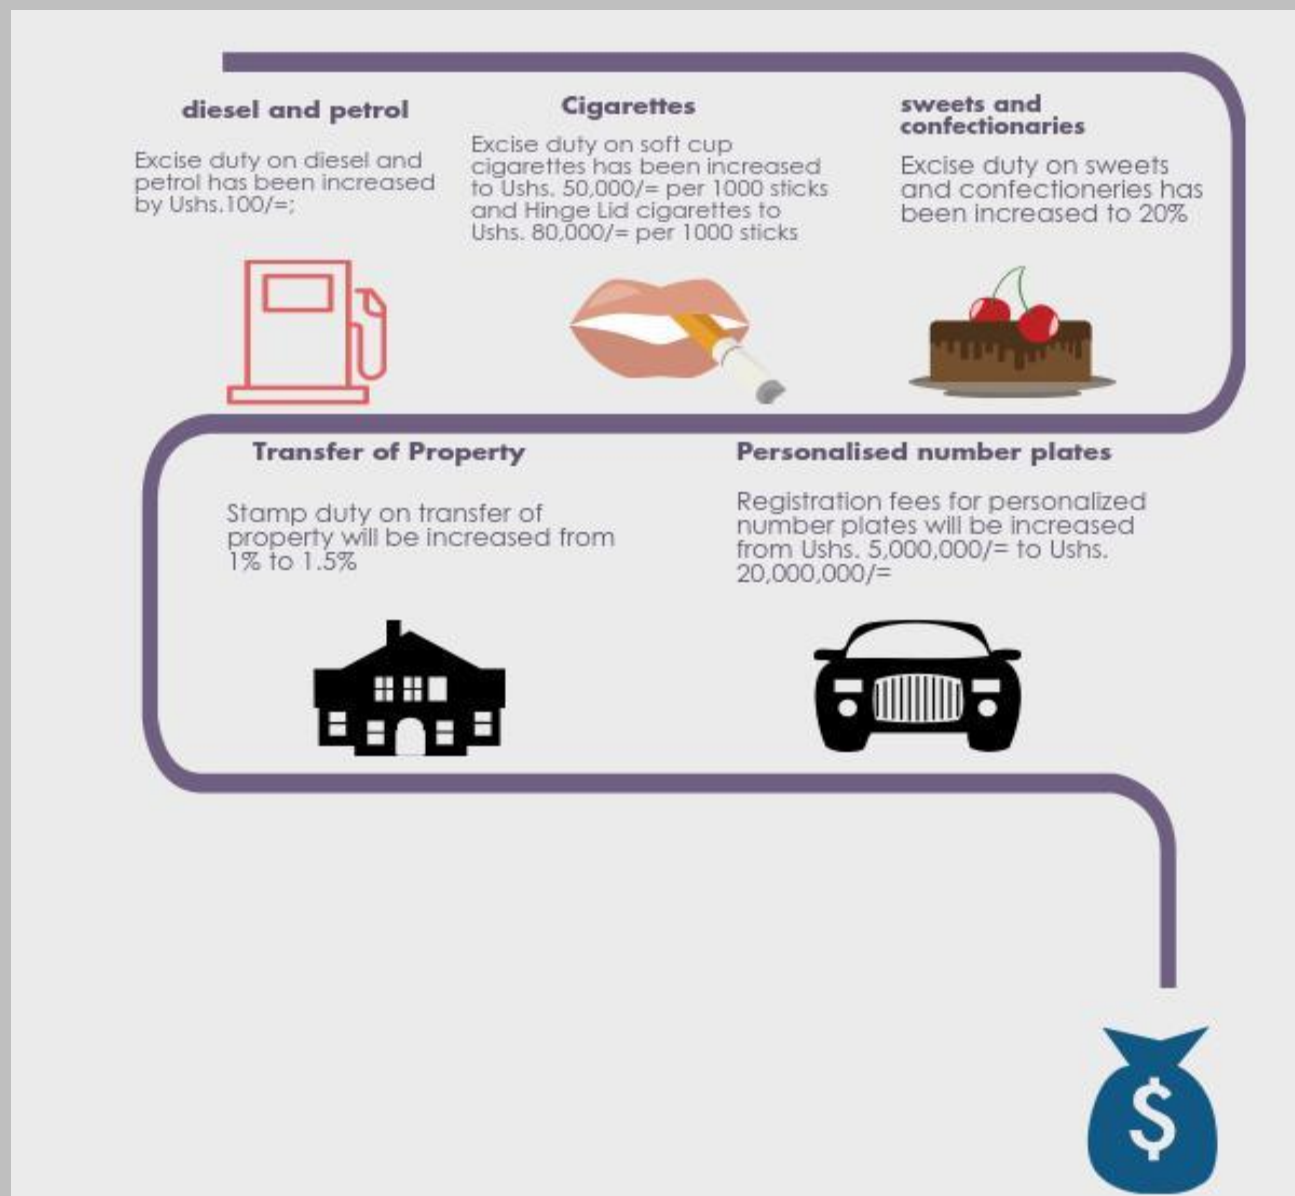 diesel and petrol
Excise duty on diesel and
petrol has been increased
by Ushs.100/=;
Cigarettes
Excise duty on soft cup
cigarettes has been increased
to Ushs. 50,000/= per 1000 sticks
and Hinge Lid cigarettes to
Ushs. 80,000/= per 1000 sticks
sweets and
confectionaries
Excise duty on sweets
and confectioneries has
been increased to 20%
Transfer of Property
Stamp duty on transfer of
property will be increased from
1% to 1.5%
Personalised number plates
Registration fees for personalized
number plates will be increased
from Ushs. 5,000,000/= to Ushs.
20,000,000/=
$